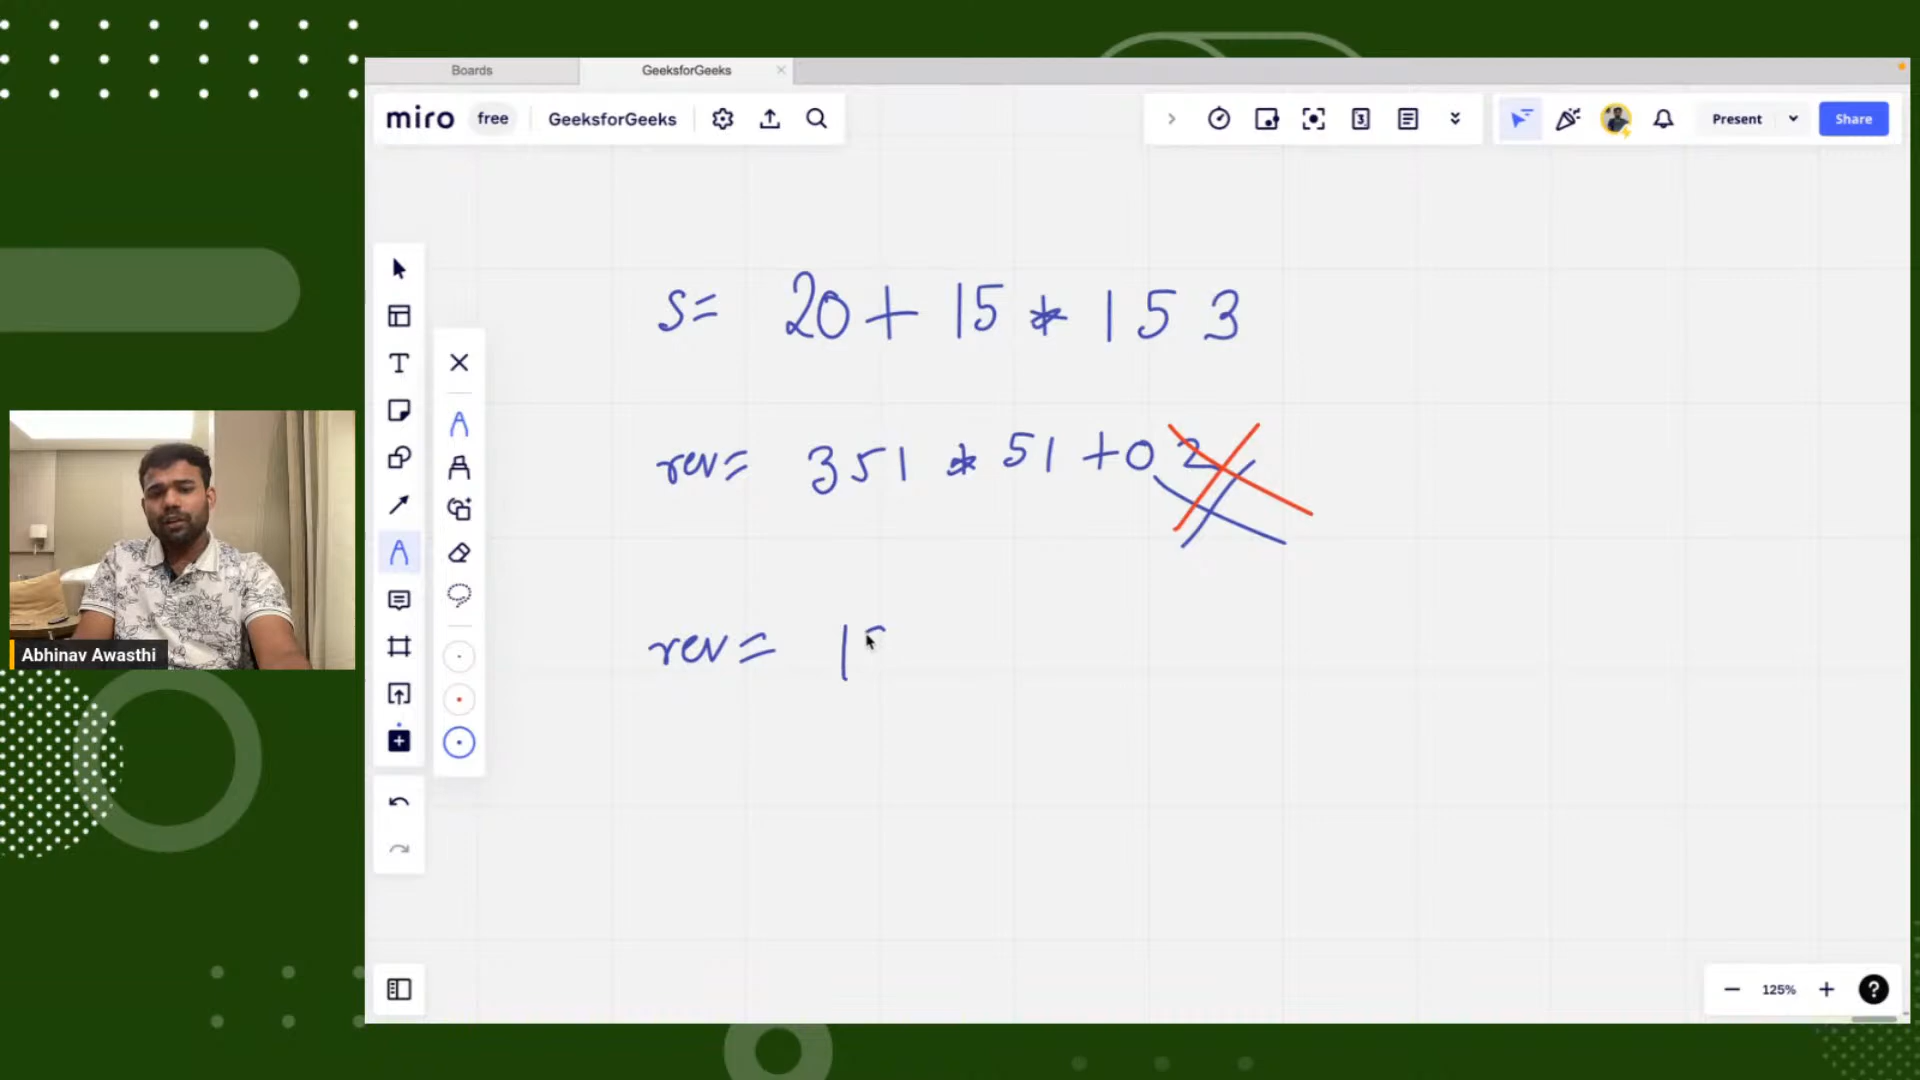 Boards GeeksforGeeks
miro free GeeksforGeeks
3 Present Share
s= 20 + 15 * 153
rev= 351 * 51 +02
rev= 1
Abhinav Awasthi
125%